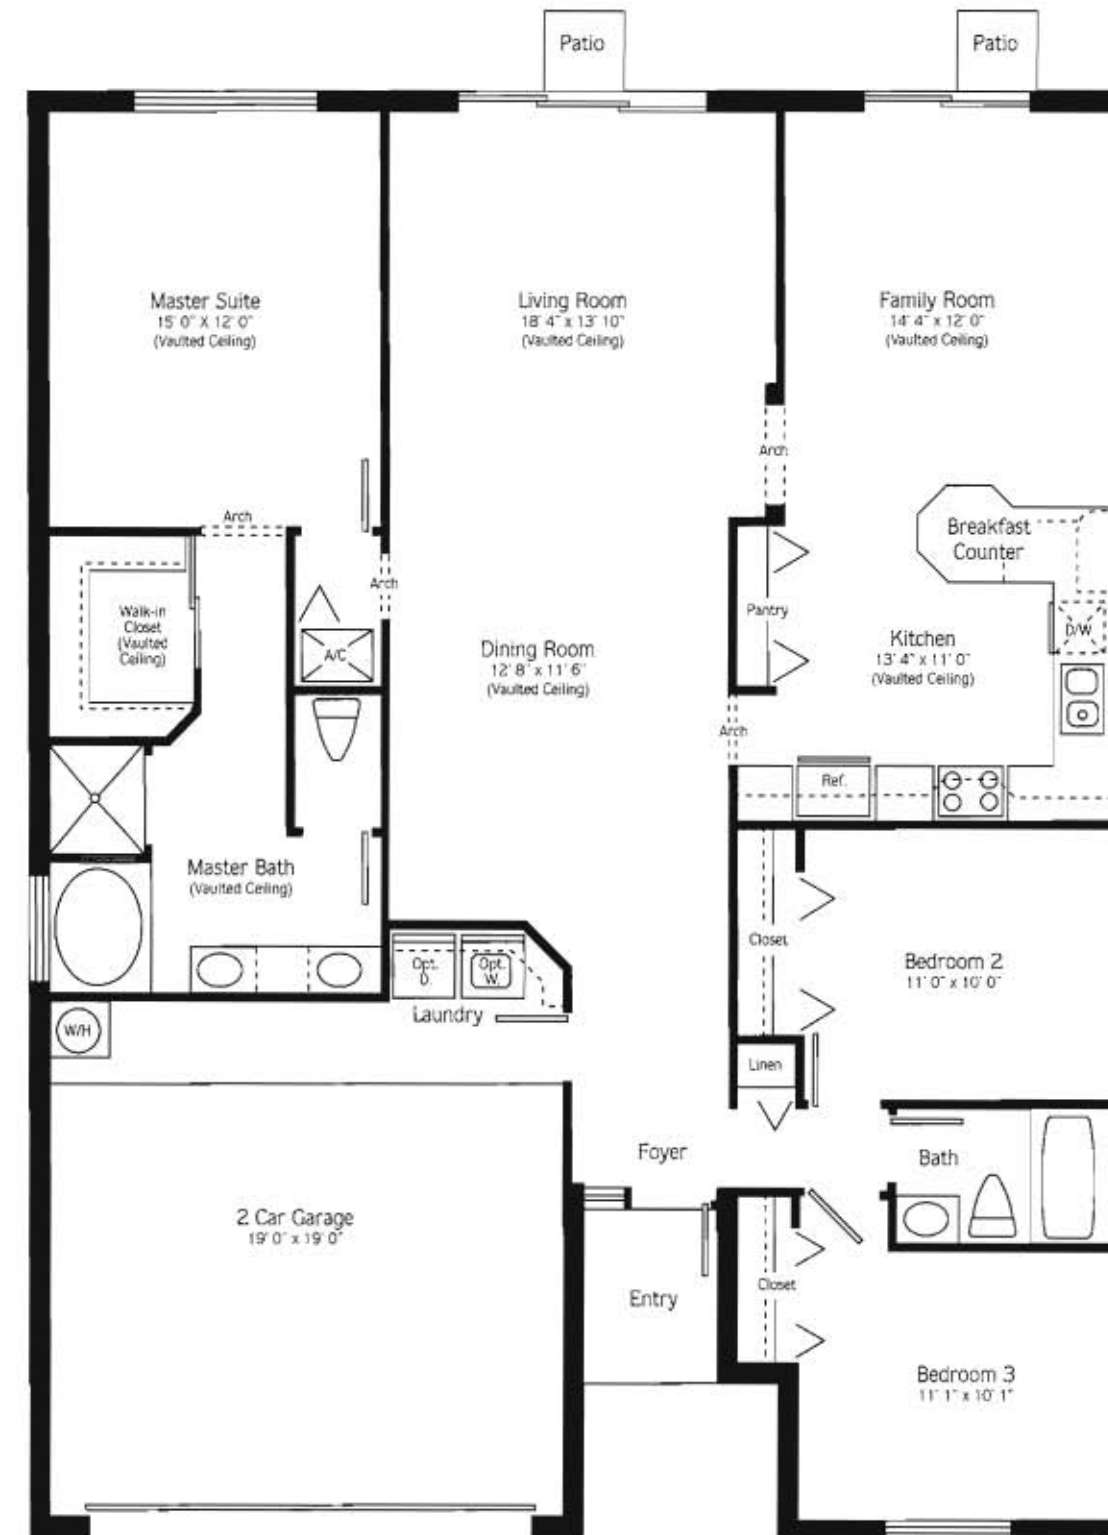 Patio
Patio
Master Suite
15' 0" X 12' 0"
(Vaulted Ceiling)
Living Room
18' 4" x 13' 10"
(Vaulted Ceiling)
Family Room
14' 4" x 12' 0"
(Vaulted Ceiling)
Arch
Arch
Breakfast
Counter
Arch
Walk-in
Closet
(Vaulted
Ceiling)
Pantry
A/C
Dining Room
12' 8" x 11' 6"
(Vaulted Ceiling)
Kitchen
13' 4" x 11' 0"
(Vaulted Ceiling)
D/W
Arch
Ref.
Master Bath
(Vaulted Ceiling)
Closet
Bedroom 2
11' 0" x 10' 0"
Opt.
D.
Opt.
W.
Laundry
W/H
Linen
Foyer
Bath
2 Car Garage
19' 0" x 19' 0"
Entry
Closet
Bedroom 3
11' 1" x 10' 1"